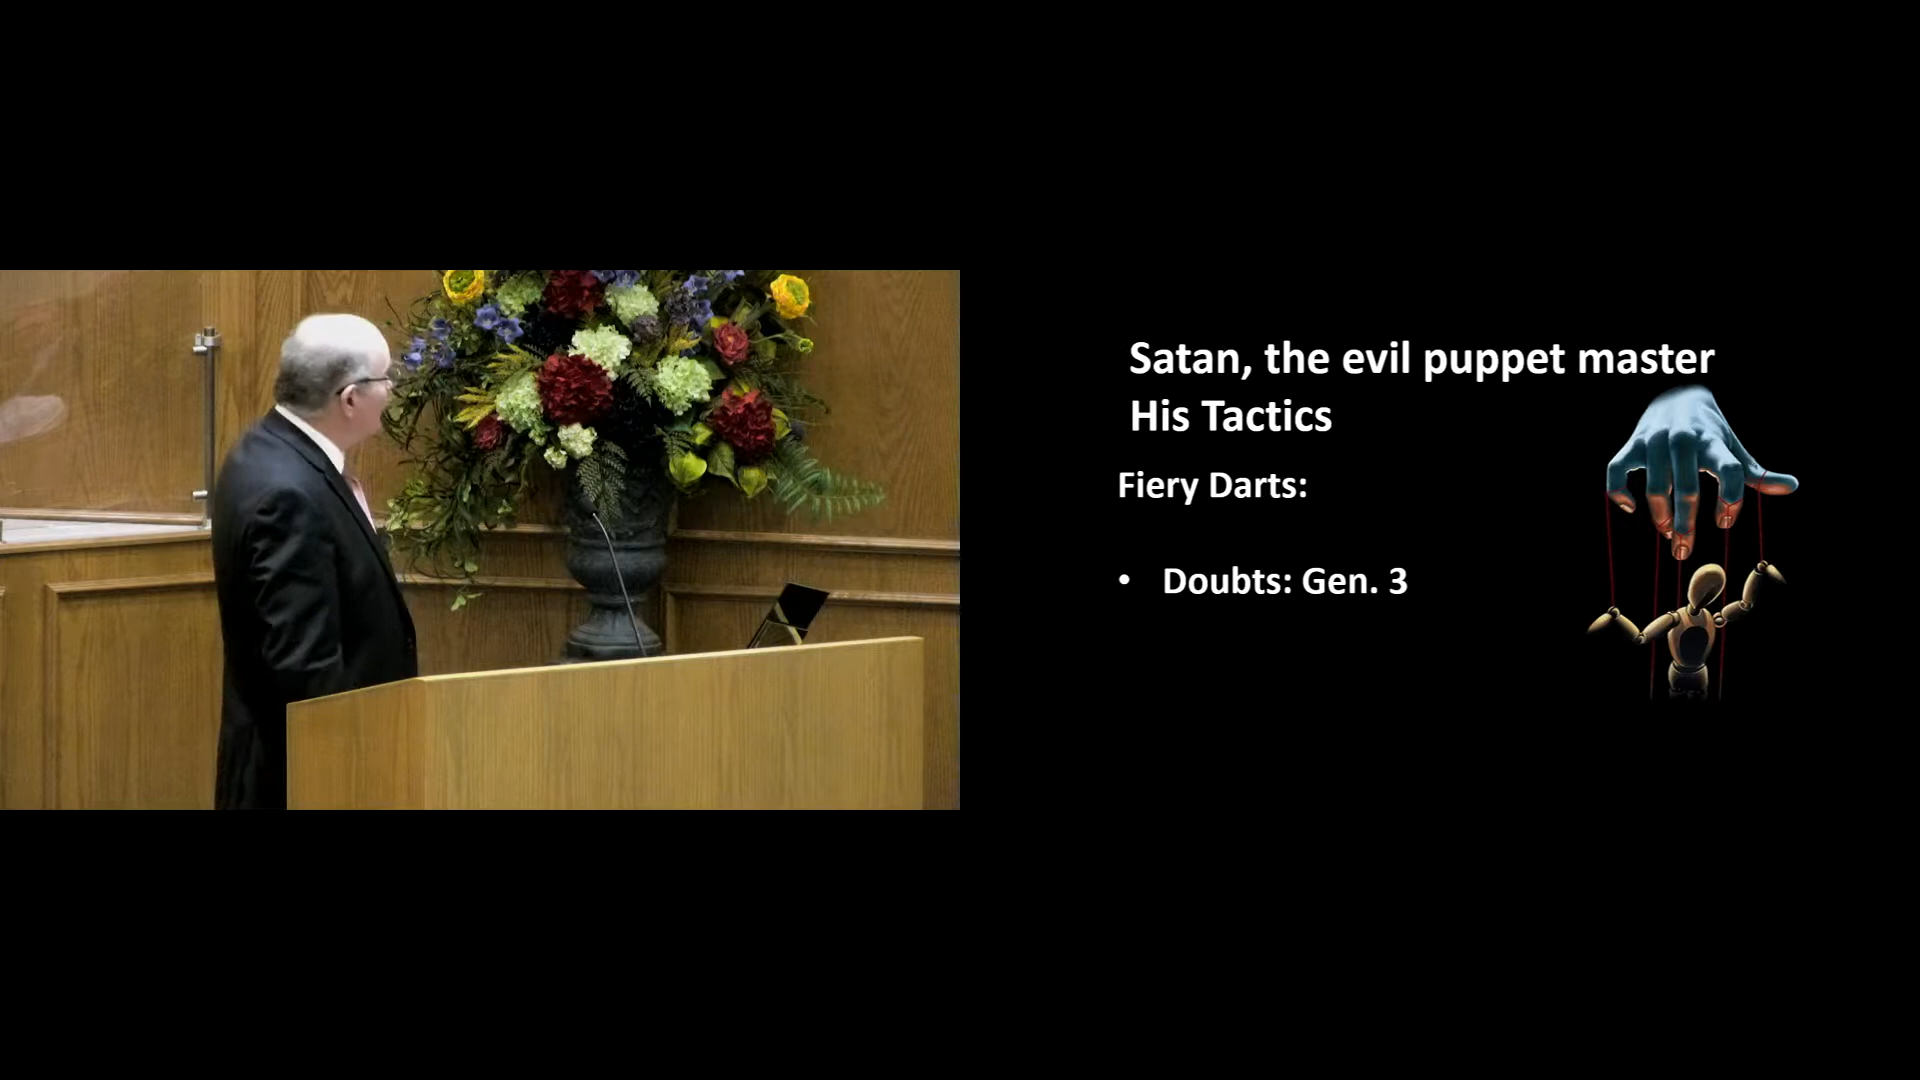 Satan, the evil puppet master
His Tactics
Fiery Darts:
• Doubts: Gen. 3